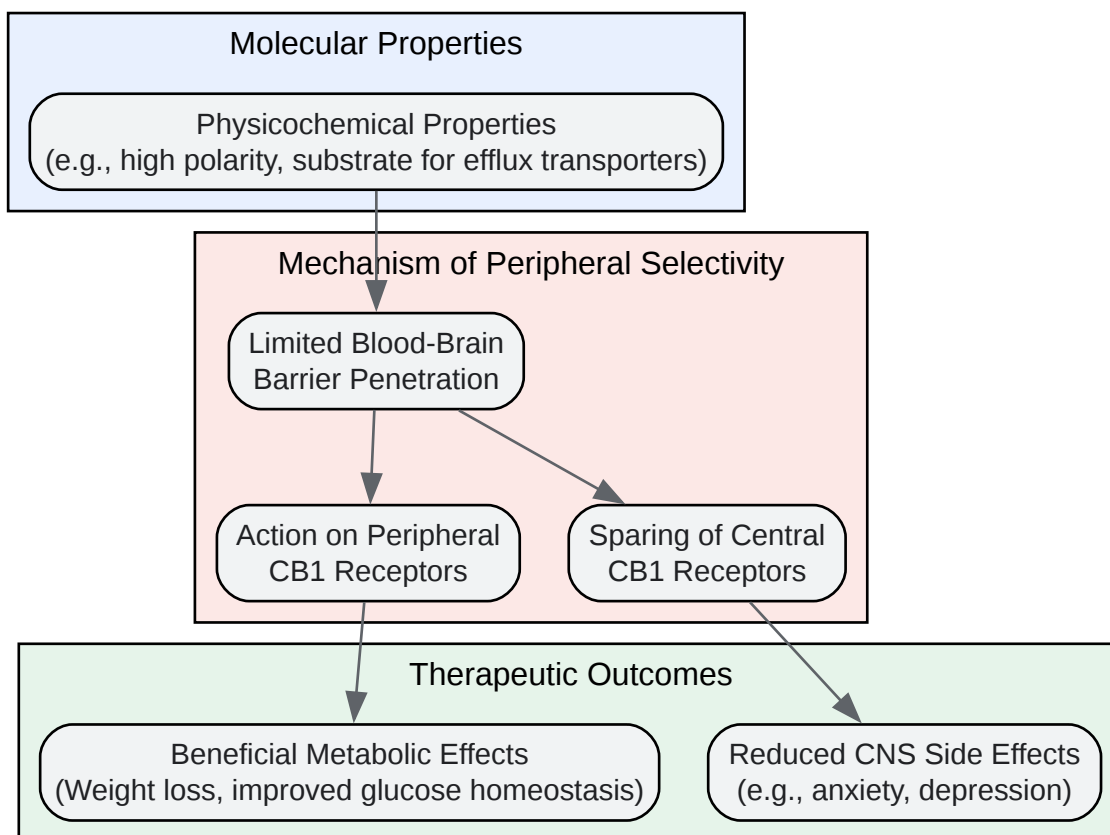 Molecular Properties
Physicochemical Properties
(e.g., high polarity, substrate for efflux transporters)
Mechanism of Peripheral Selectivity
Limited Blood-Brain
Barrier Penetration
Action on Peripheral
CB1 Receptors
Sparing of Central
CB1 Receptors
Therapeutic Outcomes
Beneficial Metabolic Effects
(Weight loss, improved glucose homeostasis)
Reduced CNS Side Effects
(e.g., anxiety, depression)